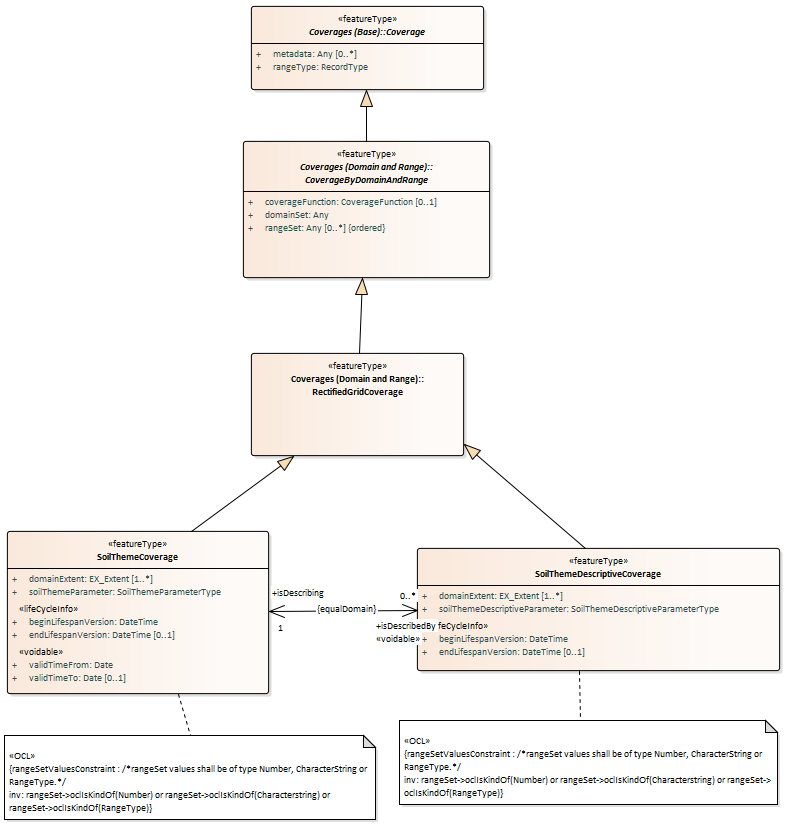 «featureType»
Coverages (Base)::Coverage
+ metadata: Any [0..*]
+ rangeType: RecordType
«featureType»
Coverages (Domain and Range)::
CoverageByDomainAndRange
+ coverageFunction: CoverageFunction [0..1]
+ domainSet: Any
+ rangeSet: Any [0..*] {ordered}
«featureType»
Coverages (Domain and Range)::
RectifiedGridCoverage
«featureType»
SoilThemeCoverage
+ domainExtent: EX_Extent [1..*]
+ soilThemeParameter: SoilThemeParameterType
«lifeCycleInfo»
+ beginLifespanVersion: DateTime
+ endLifespanVersion: DateTime [0..1]
«voidable»
+ validTimeFrom: Date
+ validTimeTo: Date [0..1]
+isDescribing
1
{equalDomain}
0..*
+isDescribedBy
«voidable»
«featureType»
SoilThemeDescriptiveCoverage
+ domainExtent: EX_Extent [1..*]
+ soilThemeDescriptiveParameter: SoilThemeDescriptiveParameterType
feCycleInfo»
+ beginLifespanVersion: DateTime
+ endLifespanVersion: DateTime [0..1]
«OCL»
{rangeSetValuesConstraint : /*rangeSet values shall be of type Number, CharacterString or
RangeType.*/
inv: rangeSet->oclIsKindOf(Number) or rangeSet->oclIsKindOf(Characterstring) or
rangeSet->oclIsKindOf(RangeType)}
«OCL»
{rangeSetValuesConstraint : /*rangeSet values shall be of type Number, CharacterString or
RangeType.*/
inv: rangeSet->oclIsKindOf(Number) or rangeSet->oclIsKindOf(Characterstring) or rangeSet->
oclIsKindOf(RangeType)}